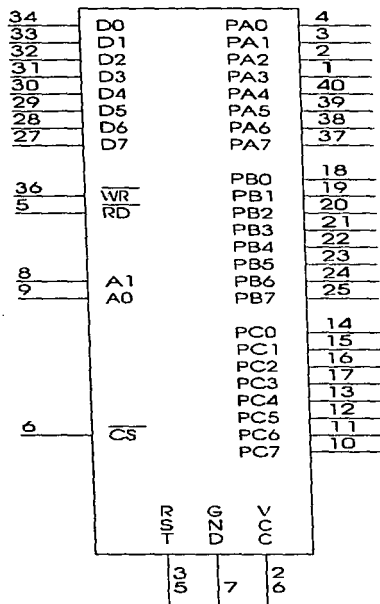 34 D0 PA0 4
33 D1 PA1 3
32 D2 PA2 2
31 D3 PA3 1
30 D4 PA4 40
29 D5 PA5 39
28 D6 PA6 38
27 D7 PA7 37
PB0 18
36 WR PB1 19
5 RD PB2 20
PB3 21
PB4 22
PB5 23
8 A1 PB6 24
9 A0 PB7 25
PC0 14
PC1 15
PC2 16
PC3 17
PC4 13
PC5 12
6 CS PC6 11
PC7 10
RST GND VCC
35 7 26